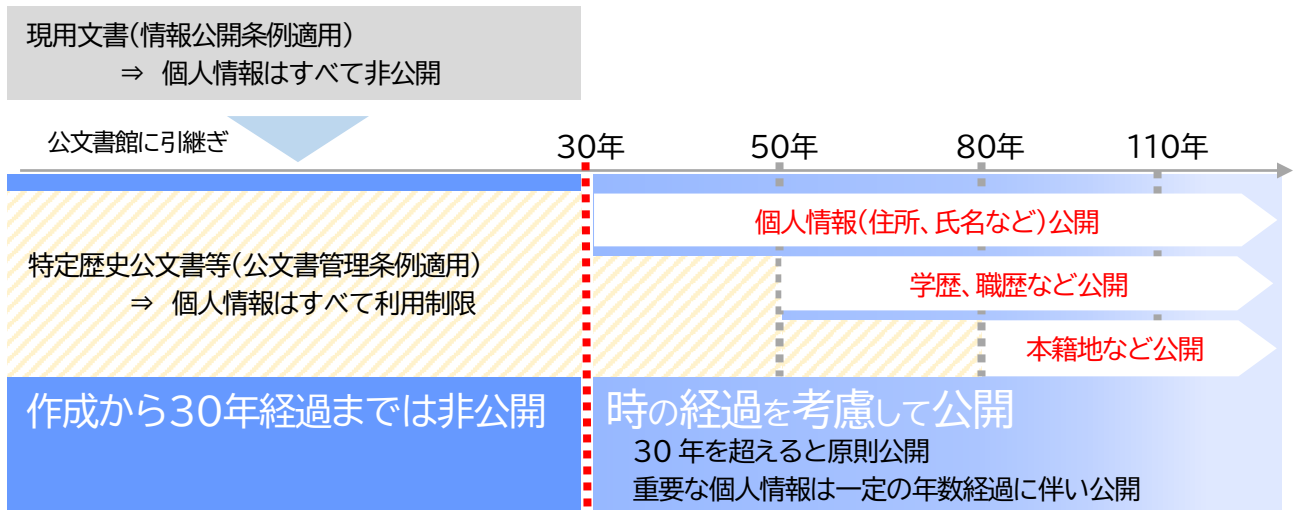 現用文書(情報公開条例適用)
⇒ 個人情報はすべて非公開
公文書館に引継ぎ
30年
50年
80年
110年
個人情報(住所、氏名など)公開
特定歴史公文書等(公文書管理条例適用)
⇒ 個人情報はすべて利用制限
学歴、職歴など公開
本籍地など公開
作成から30年経過までは非公開
時の経過を考慮して公開
30 年を超えると原則公開
重要な個人情報は一定の年数経過に伴い公開